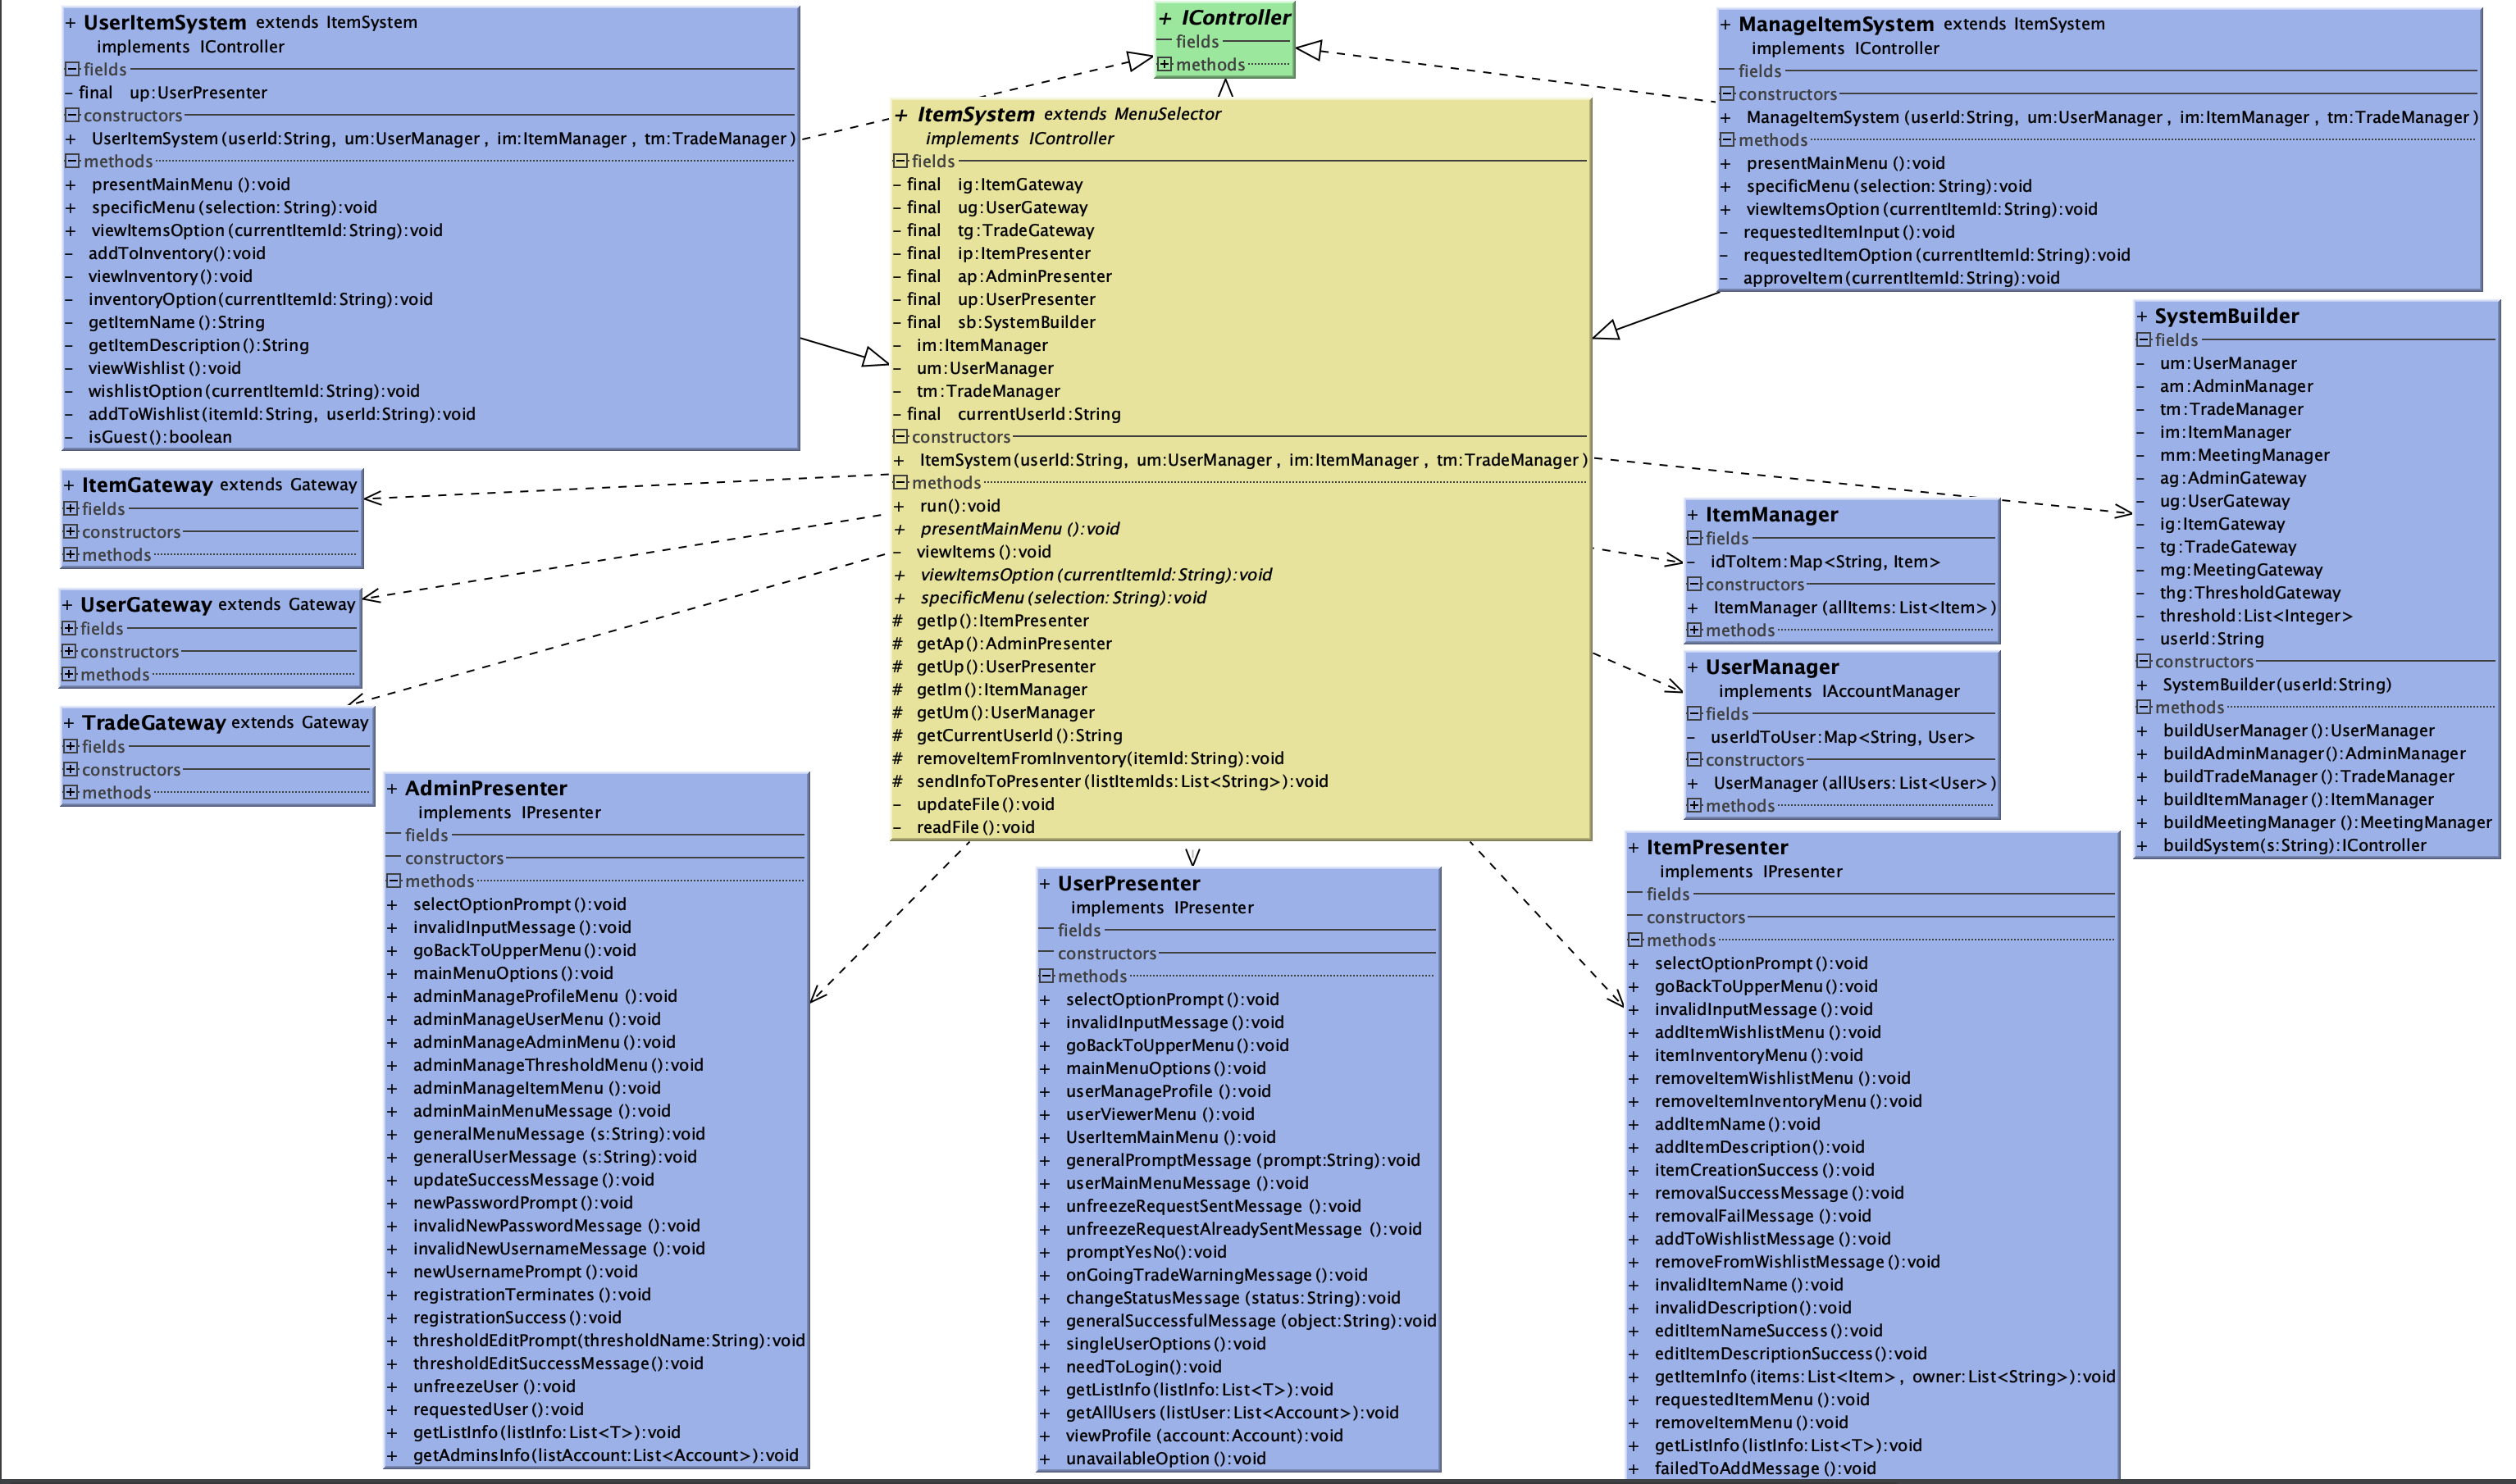 + UserItemSystem extends ItemSystem
implements IController
fields
- final up:UserPresenter
constructors
+ UserItemSystem(userId:String, um:UserManager, im:ItemManager, tm:TradeManager)
methods
+ presentMainMenu():void
+ specificMenu(selection:String):void
+ viewItemsOption(currentItemId:String):void
- addToInventory():void
- viewInventory():void
- inventoryOption(currentItemId:String):void
- getItemName():String
- getItemDescription():String
- viewWishlist():void
- wishlistOption(currentItemId:String):void
- addToWishlist(itemId:String, userId:String):void
- isGuest():boolean
+ IController
fields
methods
+ ManageItemSystem extends ItemSystem
implements IController
fields
constructors
+ ManageItemSystem(userId:String, um:UserManager, im:ItemManager, tm:TradeManager)
methods
+ presentMainMenu():void
+ specificMenu(selection:String):void
+ viewItemsOption(currentItemId:String):void
- requestedItemInput():void
- requestedItemOption(currentItemId:String):void
- approveItem(currentItemId:String):void
+ ItemSystem extends MenuSelector
implements IController
fields
- final ig:ItemGateway
- final ug:UserGateway
- final tg:TradeGateway
- final ip:ItemPresenter
- final ap:AdminPresenter
- final up:UserPresenter
- final sb:SystemBuilder
- im:ItemManager
- um:UserManager
- tm:TradeManager
- final currentUserId:String
constructors
+ ItemSystem(userId:String, um:UserManager, im:ItemManager, tm:TradeManager)
methods
+ run():void
+ presentMainMenu():void
- viewItems():void
+ viewItemsOption(currentItemId:String):void
+ specificMenu(selection:String):void
# getIp():ItemPresenter
# getAp():AdminPresenter
# getUp():UserPresenter
# getIm():ItemManager
# getUm():UserManager
# getCurrentUserId():String
# removeItemFromInventory(itemId:String):void
# sendInfoToPresenter(listItemIds:List<String>):void
- updateFile():void
- readFile():void
+ SystemBuilder
fields
- um:UserManager
- am:AdminManager
- tm:TradeManager
- im:ItemManager
- mm:MeetingManager
- ag:AdminGateway
- ug:UserGateway
- ig:ItemGateway
- tg:TradeGateway
- mg:MeetingGateway
- thg:ThresholdGateway
- threshold:List<Integer>
- userId:String
constructors
+ SystemBuilder(userId:String)
methods
+ buildUserManager():UserManager
+ buildAdminManager():AdminManager
+ buildTradeManager():TradeManager
+ buildItemManager():ItemManager
+ buildMeetingManager():MeetingManager
+ buildSystem(s:String):IController
+ ItemGateway extends Gateway
fields
constructors
methods
+ UserGateway extends Gateway
fields
constructors
methods
+ TradeGateway extends Gateway
fields
constructors
methods
+ ItemManager
fields
- idToItem:Map<String, Item>
constructors
+ ItemManager(allItems:List<Item>)
methods
+ UserManager
implements IAccountManager
fields
- userIdToUser:Map<String, User>
constructors
+ UserManager(allUsers:List<User>)
methods
+ AdminPresenter
implements IPresenter
fields
constructors
methods
+ selectOptionPrompt():void
+ invalidInputMessage():void
+ goBackToUpperMenu():void
+ mainMenuOptions():void
+ adminManageProfileMenu():void
+ adminManageUserMenu():void
+ adminManageAdminMenu():void
+ adminManageThresholdMenu():void
+ adminManageItemMenu():void
+ adminMainMenuMessage():void
+ generalMenuMessage(s:String):void
+ generalUserMessage(s:String):void
+ updateSuccessMessage():void
+ newPasswordPrompt():void
+ invalidNewPasswordMessage():void
+ invalidNewUsernameMessage():void
+ newUsernamePrompt():void
+ registrationTerminates():void
+ registrationSuccess():void
+ thresholdEditPrompt(thresholdName:String):void
+ thresholdEditSuccessMessage():void
+ unfreezeUser():void
+ requestedUser():void
+ getListInfo(listInfo:List<T>):void
+ getAdminsInfo(listAccount:List<Account>):void
+ UserPresenter
implements IPresenter
fields
constructors
methods
+ selectOptionPrompt():void
+ invalidInputMessage():void
+ goBackToUpperMenu():void
+ mainMenuOptions():void
+ userManageProfile():void
+ userViewerMenu():void
+ UserItemMainMenu():void
+ generalPromptMessage(prompt:String):void
+ userMainMenuMessage():void
+ unfreezeRequestSentMessage():void
+ unfreezeRequestAlreadySentMessage():void
+ promptYesNo():void
+ onGoingTradeWarningMessage():void
+ changeStatusMessage(status:String):void
+ generalSuccessfulMessage(object:String):void
+ singleUserOptions():void
+ needToLogin():void
+ getListInfo(listInfo:List<T>):void
+ getAllUsers(listUser:List<Account>):void
+ viewProfile(account:Account):void
+ unavailableOption():void
+ ItemPresenter
implements IPresenter
fields
constructors
methods
+ selectOptionPrompt():void
+ goBackToUpperMenu():void
+ invalidInputMessage():void
+ addItemWishlistMenu():void
+ itemInventoryMenu():void
+ removeItemWishlistMenu():void
+ removeItemInventoryMenu():void
+ addItemName():void
+ addItemDescription():void
+ itemCreationSuccess():void
+ removalSuccessMessage():void
+ removalFailMessage():void
+ addToWishlistMessage():void
+ removeFromWishlistMessage():void
+ invalidItemName():void
+ invalidDescription():void
+ editItemNameSuccess():void
+ editItemDescriptionSuccess():void
+ getItemInfo(items:List<Item>, owner:List<String>):void
+ requestedItemMenu():void
+ removeItemMenu():void
+ getListInfo(listInfo:List<T>):void
+ failedToAddMessage():void